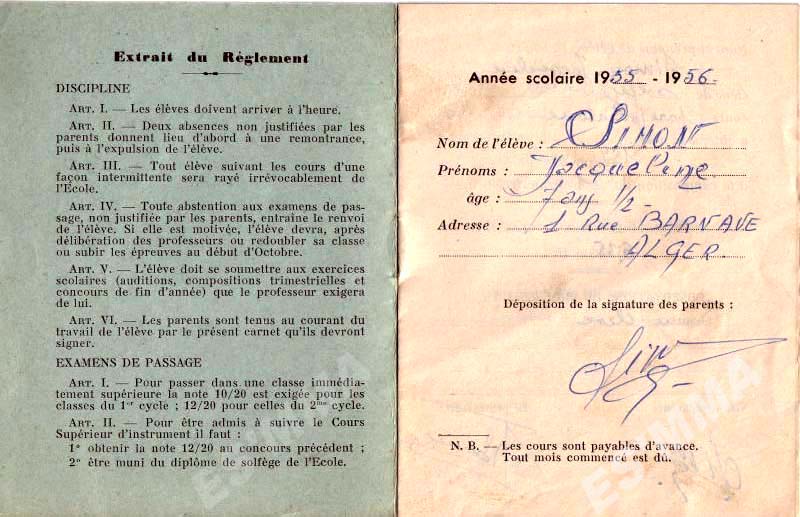 Extrait du Règlement
DISCIPLINE
ART. I. — Les élèves doivent arriver à l'heure.
ART. II. — Deux absences non justifiées par les
parents donnent lieu d'abord à une remontrance,
puis à l'expulsion de l'élève.
ART. III. — Tout élève suivant les cours d'une
façon intermittente sera rayé irrévocablement de
l'Ecole.
ART. IV. — Toute abstention aux examens de pas-
sage, non justifiée par les parents, entraîne le renvoi
de l'élève. Si elle est motivée, l'élève devra, après
délibération des professeurs ou redoubler sa classe
ou subir les épreuves au début d'Octobre.
ART. V. — L'élève doit se soumettre aux exercices
scolaires (auditions, compositions trimestrielles et
concours de fin d'année) que le professeur exigera
de lui.
ART. VI. — Les parents sont tenus au courant du
travail de l'élève par le présent carnet qu'ils devront
signer.
EXAMENS DE PASSAGE
ART. I. — Pour passer dans une classe immédia-
tement supérieure la note 10/20 est exigée pour les
classes du 1er cycle ; 12/20 pour celles du 2me cycle.
ART. II. — Pour être admis à suivre le Cours
Supérieur d'instrument il faut :
1° obtenir la note 12/20 au concours précédent ;
2° être muni du diplôme de solfège de l'Ecole.
Année scolaire 1955 - 1956
Nom de l'élève : SIMON
Prénoms : Jacqueline
âge : 7 ans 1/2
Adresse : 1 Rue BARNAVE
ALGER
Déposition de la signature des parents :
N. B. — Les cours sont payables d'avance.
Tout mois commencé est dû.
ESMMA
ESMMA